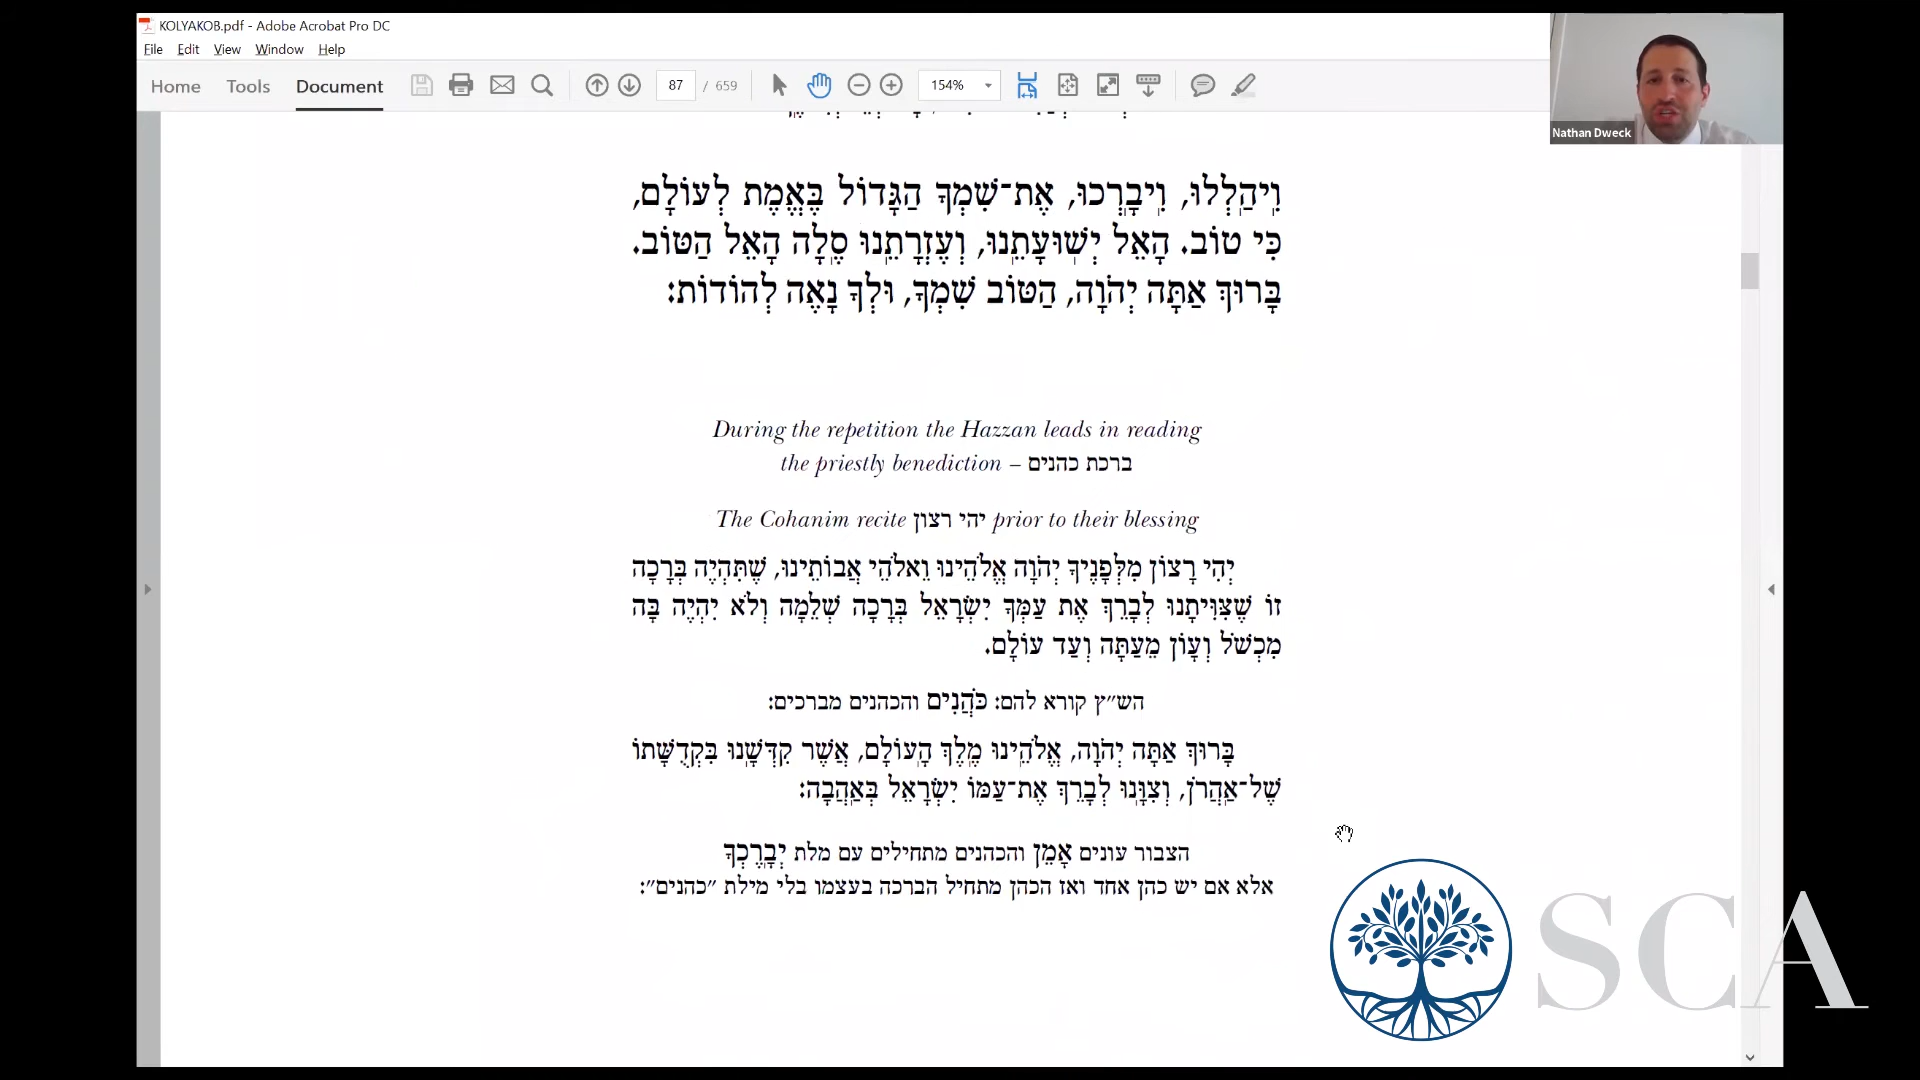 KOLYAKOB.pdf - Adobe Acrobat Pro DC
File Edit View Window Help
Home Tools Document 87 / 659 154%
Nathan Dweck
וִיהַלְלוּ, וִיבָרְכוּ, אֶת־שִׁמְךָ הַגָּדוֹל בֶּאֱמֶת לְעוֹלָם,
כִּי טוֹב. הָאֵל יְשׁוּעָתֵנוּ, וְעֶזְרָתֵנוּ סֶלָה הָאֵל הַטּוֹב.
בָּרוּךְ אַתָּה יְהֹוָה, הַטּוֹב שִׁמְךָ, וּלְךָ נָאֶה לְהוֹדוֹת:
During the repetition the Hazzan leads in reading
the priestly benediction – ברכת כהנים
The Cohanim recite יהי רצון prior to their blessing
יְהִי רָצוֹן מִלְּפָנֶיךָ יְהֹוָה אֱלֹהֵינוּ וֵאלֹהֵי אֲבוֹתֵינוּ, שֶׁתִּהְיֶה בְּרָכָה
זוֹ שֶׁצִּוִּיתָנוּ לְבָרֵךְ אֶת עַמְּךָ יִשְׂרָאֵל בְּרָכָה שְׁלֵמָה וְלֹא יִהְיֶה בָּהּ
מִכְשֹׁל וְעָוֹן מֵעַתָּה וְעַד עוֹלָם.
הש״ץ קורא להם: כֹּהֲנִים והכהנים מברכים:
בָּרוּךְ אַתָּה יְהֹוָה, אֱלֹהֵינוּ מֶלֶךְ הָעוֹלָם, אֲשֶׁר קִדְּשָׁנוּ בִּקְדֻשָּׁתוֹ
שֶׁל־אַהֲרֹן, וְצִוָּנוּ לְבָרֵךְ אֶת־עַמּוֹ יִשְׂרָאֵל בְּאַהֲבָה:
הצבור עונים אָמֵן והכהנים מתחילים עם מלת יְבָרֶכְךָ
אלא אם יש כהן אחד ואז הכהן מתחיל הברכה בעצמו בלי מילת ״כהנים״:
SCA